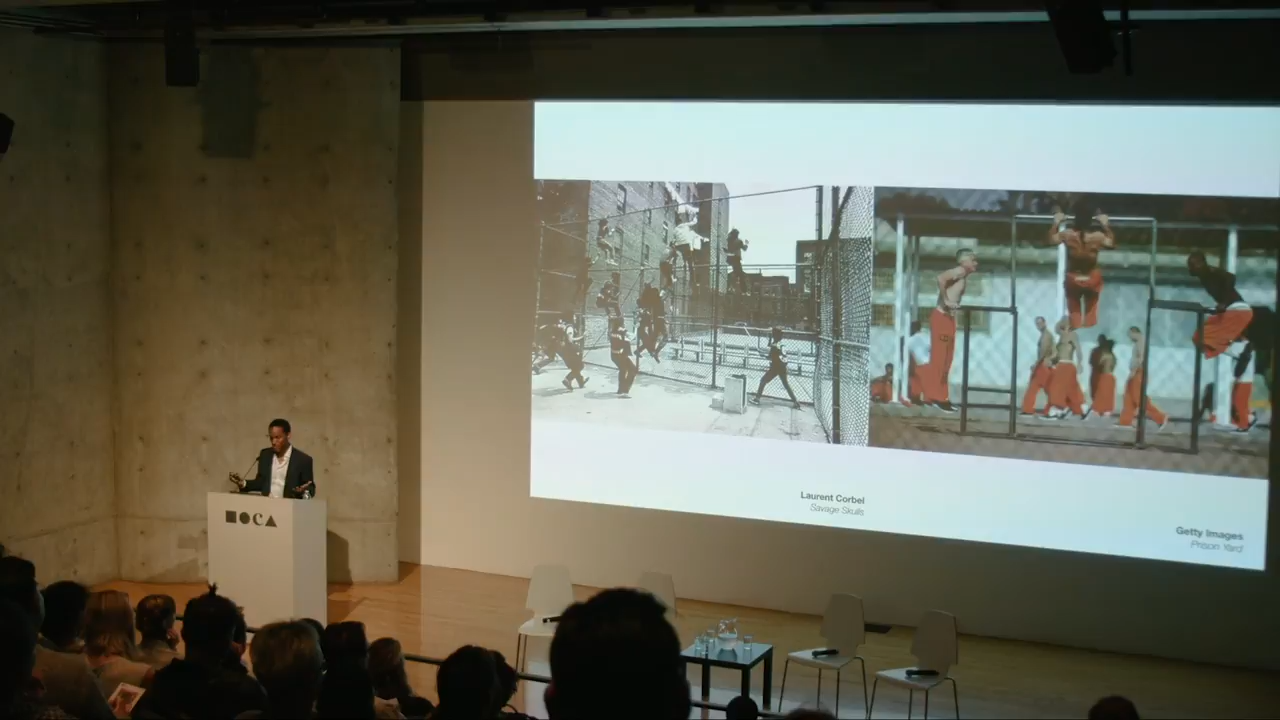 MOCA
Laurent Corbel
Savage Skulls
Getty Images
Prison Yard